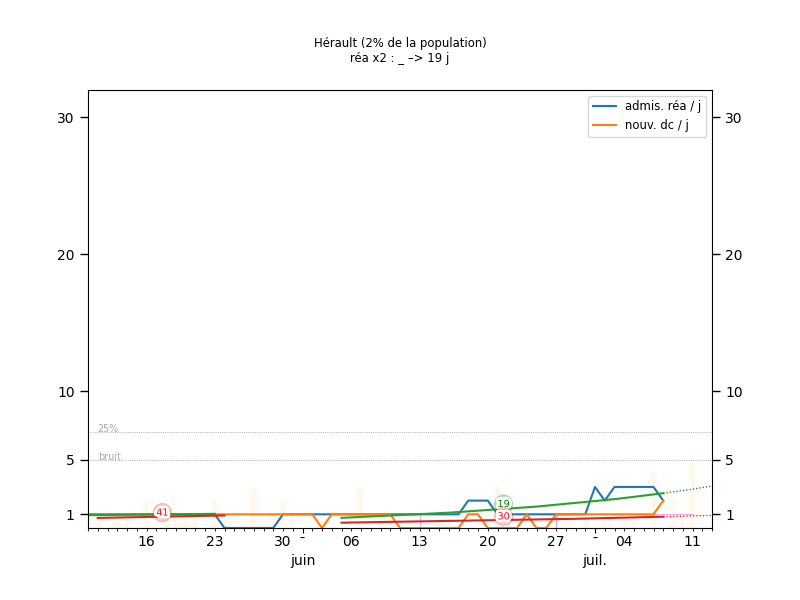 Hérault (2% de la population)
réa x2 : _ –> 19 j
admis. réa / j
nouv. dc / j
30 30
20 20
10 10
25%
5 5
bruit
1 1
41
19
30
16 23 30 - 06 13 20 27 - 04 11
juin juil.